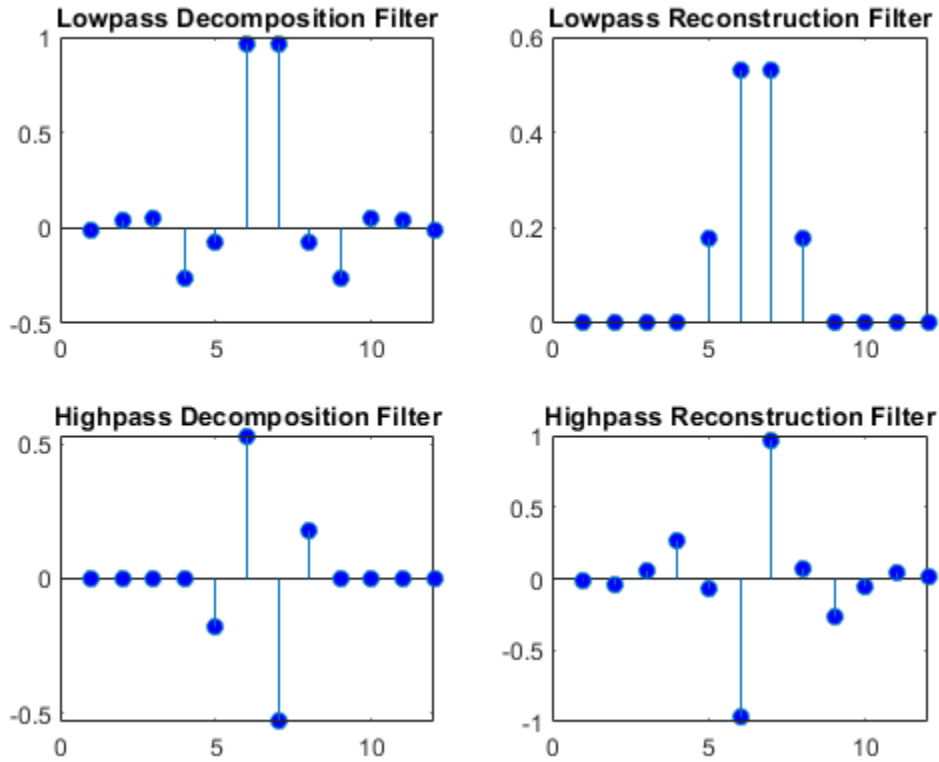 Lowpass Decomposition Filter
1
0.5
0
-0.5
0 5 10
Lowpass Reconstruction Filter
0.6
0.4
0.2
0
0 5 10
Highpass Decomposition Filter
0.5
0
-0.5
0 5 10
Highpass Reconstruction Filter
1
0.5
0
-0.5
-1
0 5 10